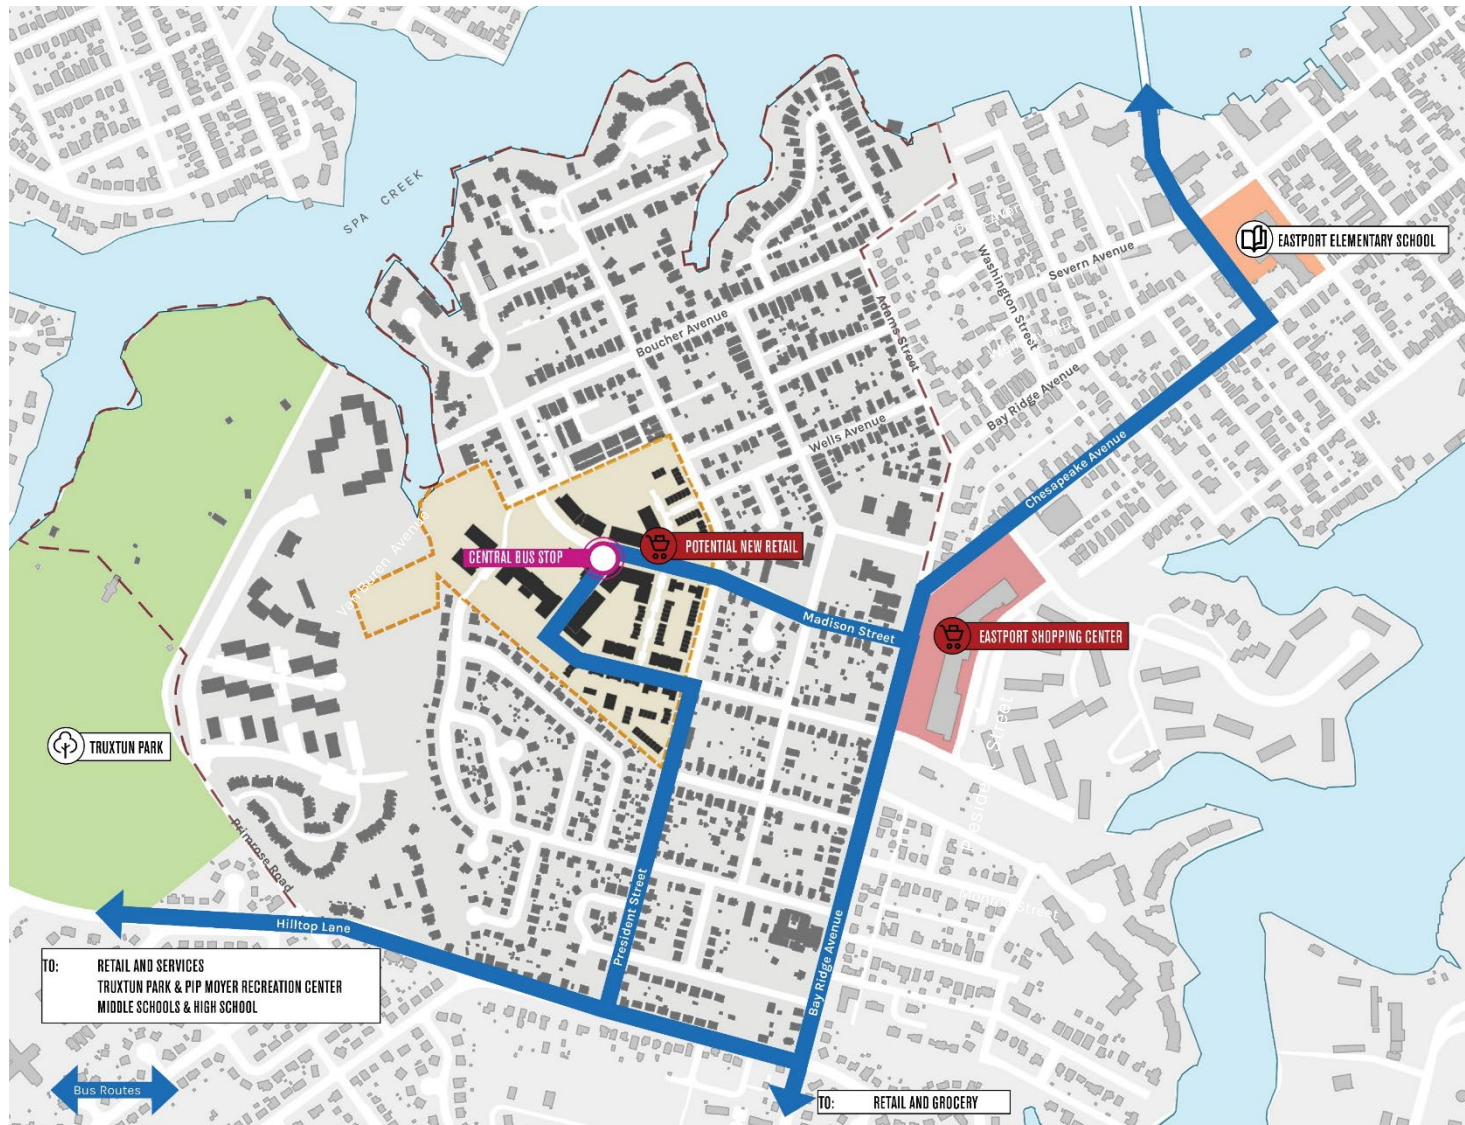 SPA CREEK
Severn Avenue
Washington Street
EASTPORT ELEMENTARY SCHOOL
Adams Street
Boucher Avenue
Bay Ridge Avenue
Wells Avenue
Chesapeake Avenue
Van Buren Avenue
CENTRAL BUS STOP
POTENTIAL NEW RETAIL
Madison Street
EASTPORT SHOPPING CENTER
TRUXTUN PARK
Primrose Road
President Street
Bay Ridge Avenue
Hilltop Lane
TO: RETAIL AND SERVICES
TRUXTUN PARK & PIP MOYER RECREATION CENTER
MIDDLE SCHOOLS & HIGH SCHOOL
Bus Routes
TO: RETAIL AND GROCERY